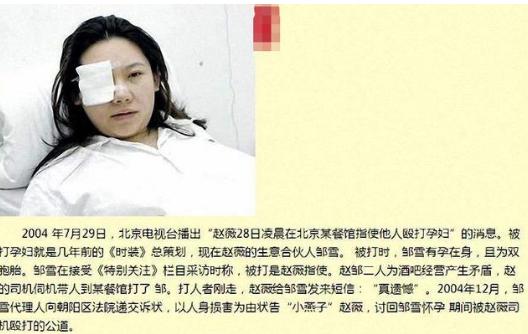 2004 年7月29日，北京电视台播出“赵薇28日凌晨在北京某餐馆指使他人殴打孕妇”的消息。被
打孕妇就是几年前的《时装》总策划，现在赵薇的生意合伙人邹雪。 被打时，邹雪有孕在身，且为双
胞胎。邹雪在接受《特别关注》栏目采访时称，被打是赵薇指使。赵邹二人为酒吧经营产生矛盾，赵
的司机伺机带人到某餐馆打了 邹。打人者刚走，赵薇给邹雪发来短信：“真遗憾”。2004年12月，邹
雪代理人向朝阳区法院递交诉状，以人身损害为由状告“小燕子”赵薇，讨回邹雪怀孕 期间被赵薇司
机殴打的公道。